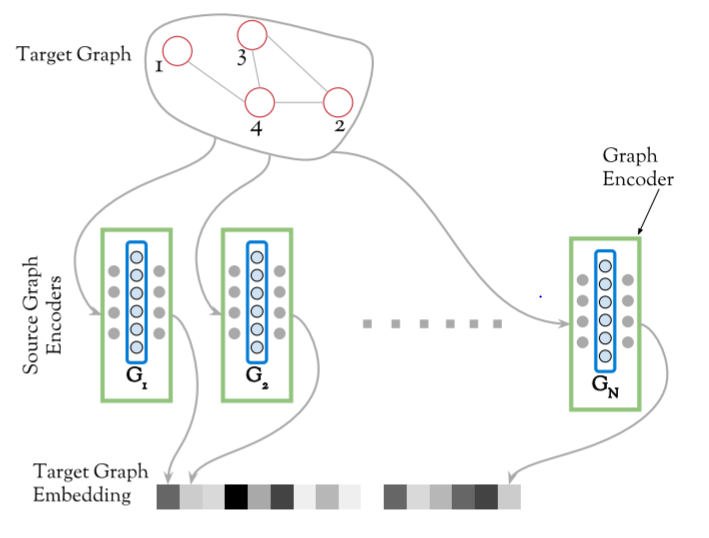 Target Graph
1
3
4
2
Graph
Encoder
Source Graph
Encoders
G1
G2
GN
Target Graph
Embedding